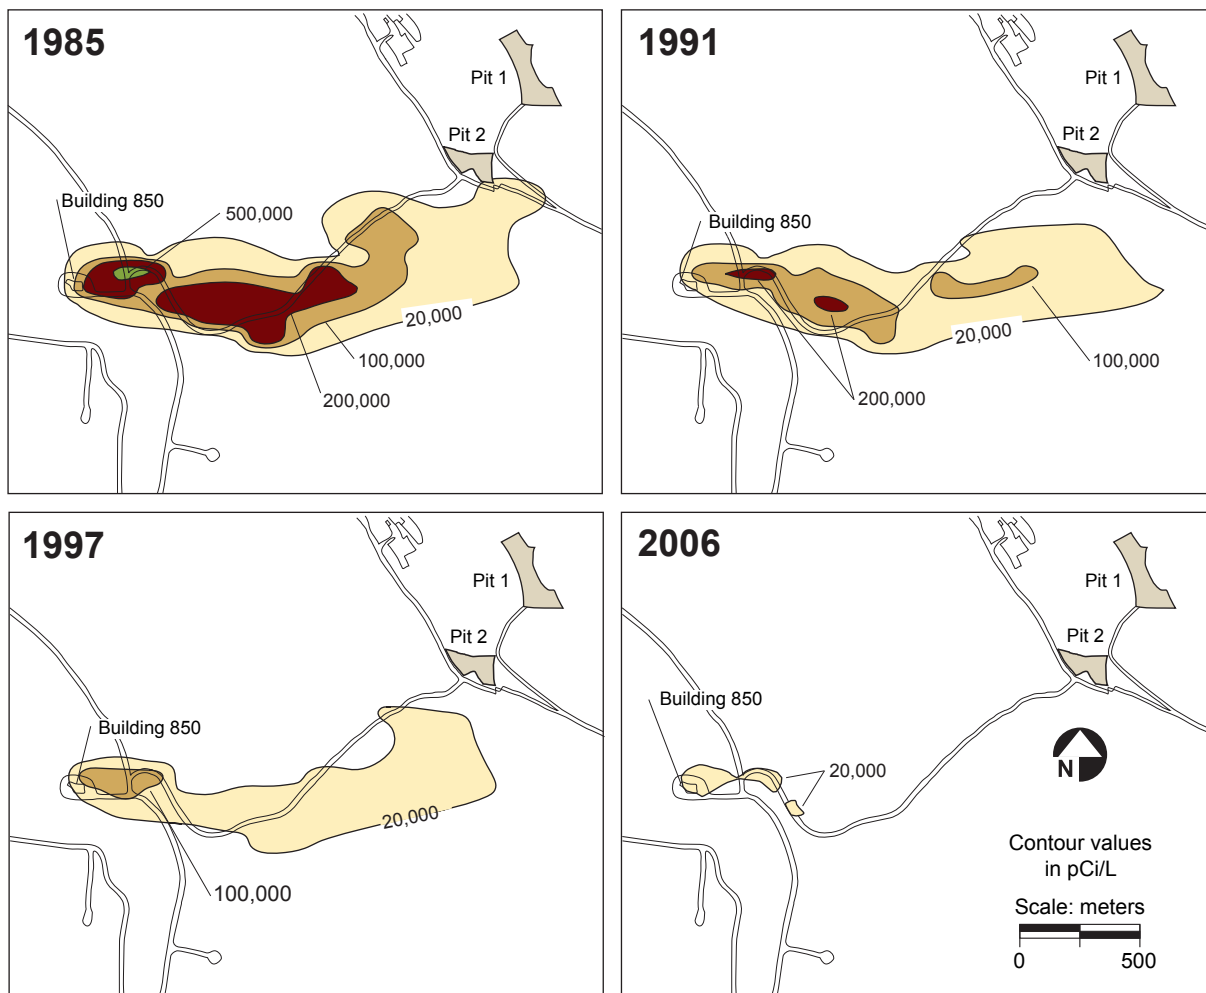 1985
Pit 1
Pit 2
Building 850
500,000
20,000
100,000
200,000
1991
Pit 1
Pit 2
Building 850
20,000
100,000
200,000
1997
Pit 1
Pit 2
Building 850
20,000
100,000
2006
Pit 1
Pit 2
Building 850
20,000
N
Contour values
in pCi/L
Scale: meters
0 500